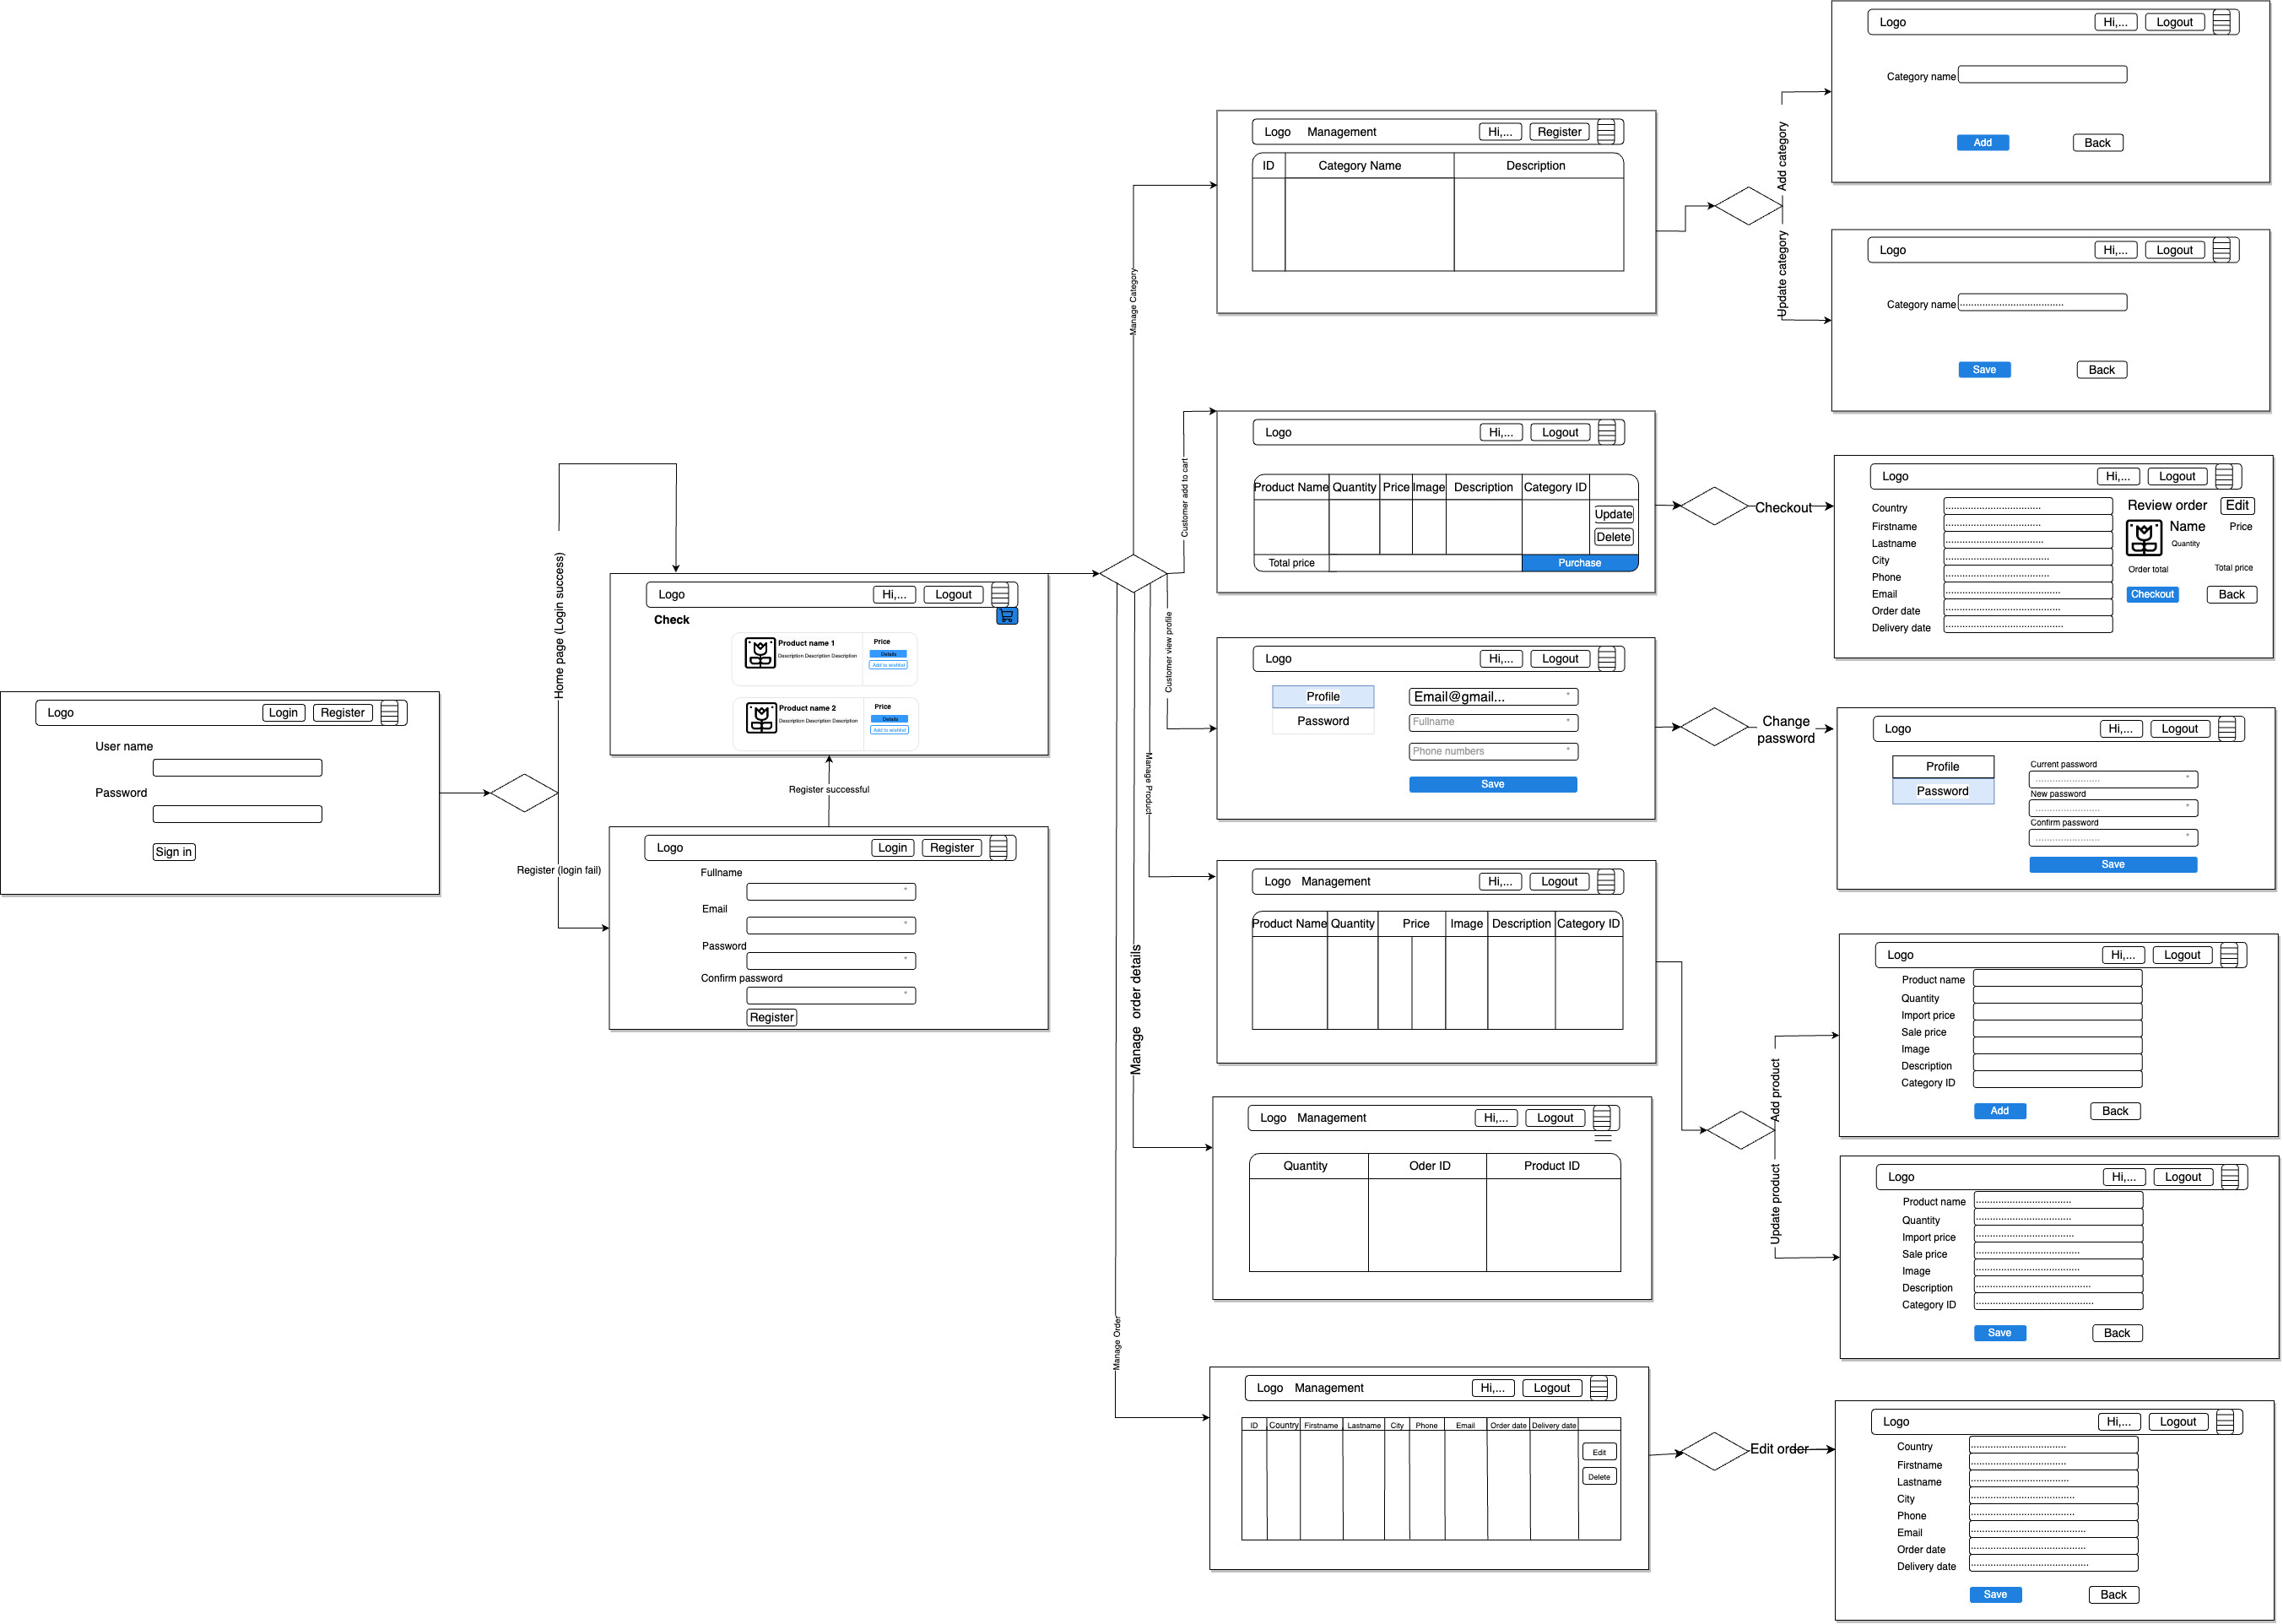 Logo
Login
Register
User name
Password
Sign in
Home page (Login success)
Register (login fail)
Logo
Hi,...
Logout
Check
Product name 1
Description Description Description
Price
Details
Add to wishlist
Product name 2
Description Description Description
Price
Details
Add to wishlist
Register successful
Logo
Login
Register
Fullname
*
Email
*
Password
*
Confirm password
*
Register
Manage Category
Customer add to cart
Customer view profile
Manage Product
Manage order details
Manage Order
Logo Management
Hi,...
Register
ID
Category Name
Description
Add category
Update category
Logo
Hi,...
Logout
Category name
Add
Back
Logo
Hi,...
Logout
Category name ......................................
Save
Back
Logo
Hi,...
Logout
Product Name
Quantity
Price
Image
Description
Category ID
Update
Delete
Total price
Purchase
Checkout
Logo
Hi,...
Logout
Country ...................................
Firstname ...................................
Lastname ....................................
City ......................................
Phone ......................................
Email ..........................................
Order date ..........................................
Delivery date ...........................................
Review order
Edit
Name
Price
Quantity
Order total
Total price
Checkout
Back
Logo
Hi,...
Logout
Profile
Password
Email@gmail... *
Fullname *
Phone numbers *
Save
Change
password
Logo
Hi,...
Logout
Profile
Password
Current password
....................... *
New password
....................... *
Confirm password
....................... *
Save
Logo Management
Hi,...
Logout
Product Name
Quantity
Price
Image
Description
Category ID
Add product
Update product
Logo
Hi,...
Logout
Product name
Quantity
Import price
Sale price
Image
Description
Category ID
Add
Back
Logo
Hi,...
Logout
Product name ...................................
Quantity ...................................
Import price ....................................
Sale price ......................................
Image ......................................
Description ..........................................
Category ID ...........................................
Save
Back
Logo Management
Hi,...
Logout
Quantity
Oder ID
Product ID
Logo Management
Hi,...
Logout
ID
Country
Firstname
Lastname
City
Phone
Email
Order date
Delivery date
Edit
Delete
Edit order
Logo
Hi,...
Logout
Country ...................................
Firstname ...................................
Lastname ....................................
City ......................................
Phone ......................................
Email ..........................................
Order date ..........................................
Delivery date ...........................................
Save
Back